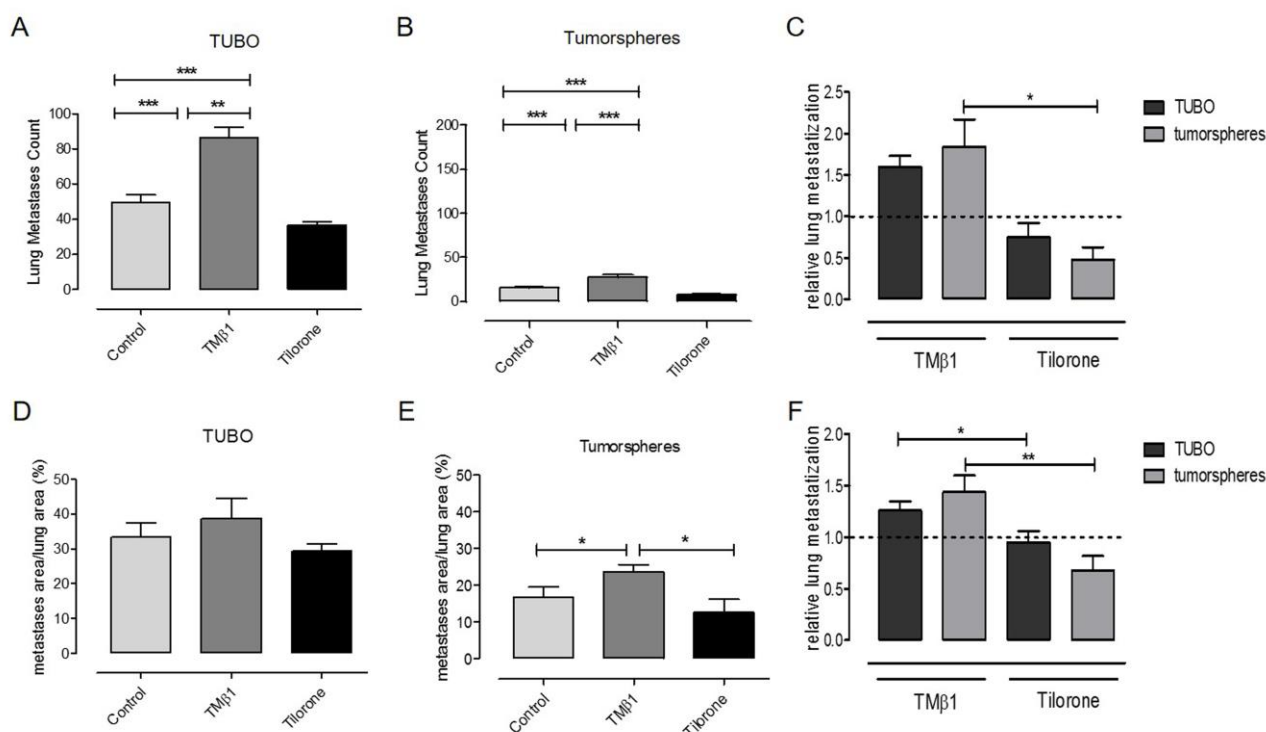 A
TUBO
***
***
**
Lung Metastases Count
100
80
60
40
20
0
Control
TMβ1
Tilorone
B
Tumorspheres
***
***
***
Lung Metastases Count
200
150
100
50
0
Control
TMβ1
Tilorone
C
relative lung metastatization
2.5
2.0
1.5
1.0
0.5
0.0
*
TUBO
tumorspheres
TMβ1
Tilorone
D
TUBO
metastases area/lung area (%)
50
40
30
20
10
0
Control
TMβ1
Tilorone
E
Tumorspheres
metastases area/lung area (%)
50
40
30
20
10
0
*
*
Control
TMβ1
Tilorone
F
relative lung metastatization
2.0
1.5
1.0
0.5
0.0
*
**
TUBO
tumorspheres
TMβ1
Tilorone